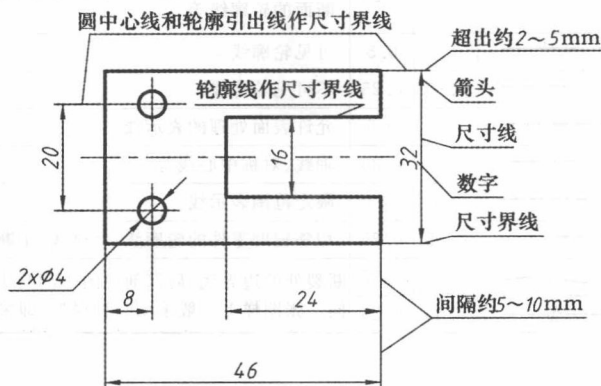 圆中心线和轮廓引出线作尺寸界线
超出约2～5mm
轮廓线作尺寸界线
箭头
尺寸线
20
16
32
数字
尺寸界线
2xØ4
8
24
间隔约5～10mm
46